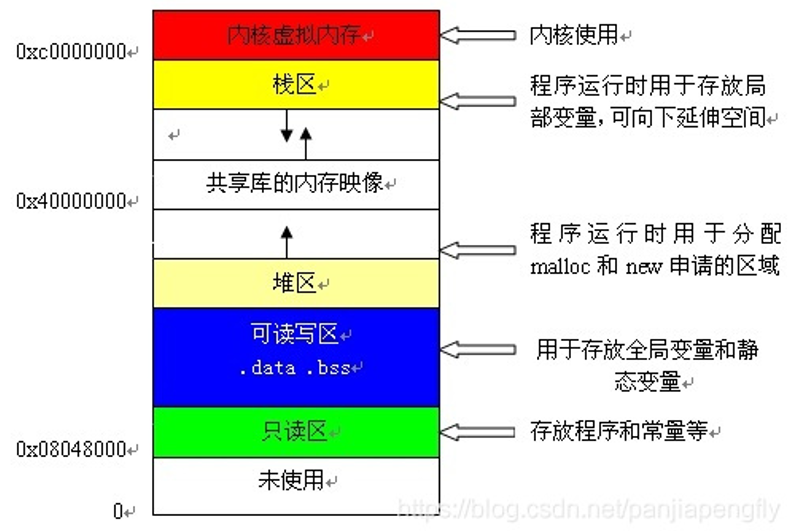 内核虚拟内存
0xc0000000
内核使用
栈区
程序运行时用于存放局
部变量，可向下延伸空间
共享库的内存映像
0x40000000
程序运行时用于分配
malloc 和 new 申请的区域
堆区
可读写区
.data .bss
用于存放全局变量和静
态变量
只读区
存放程序和常量等
0x08048000
未使用
0
https://blog.csdn.net/panjiapengfly